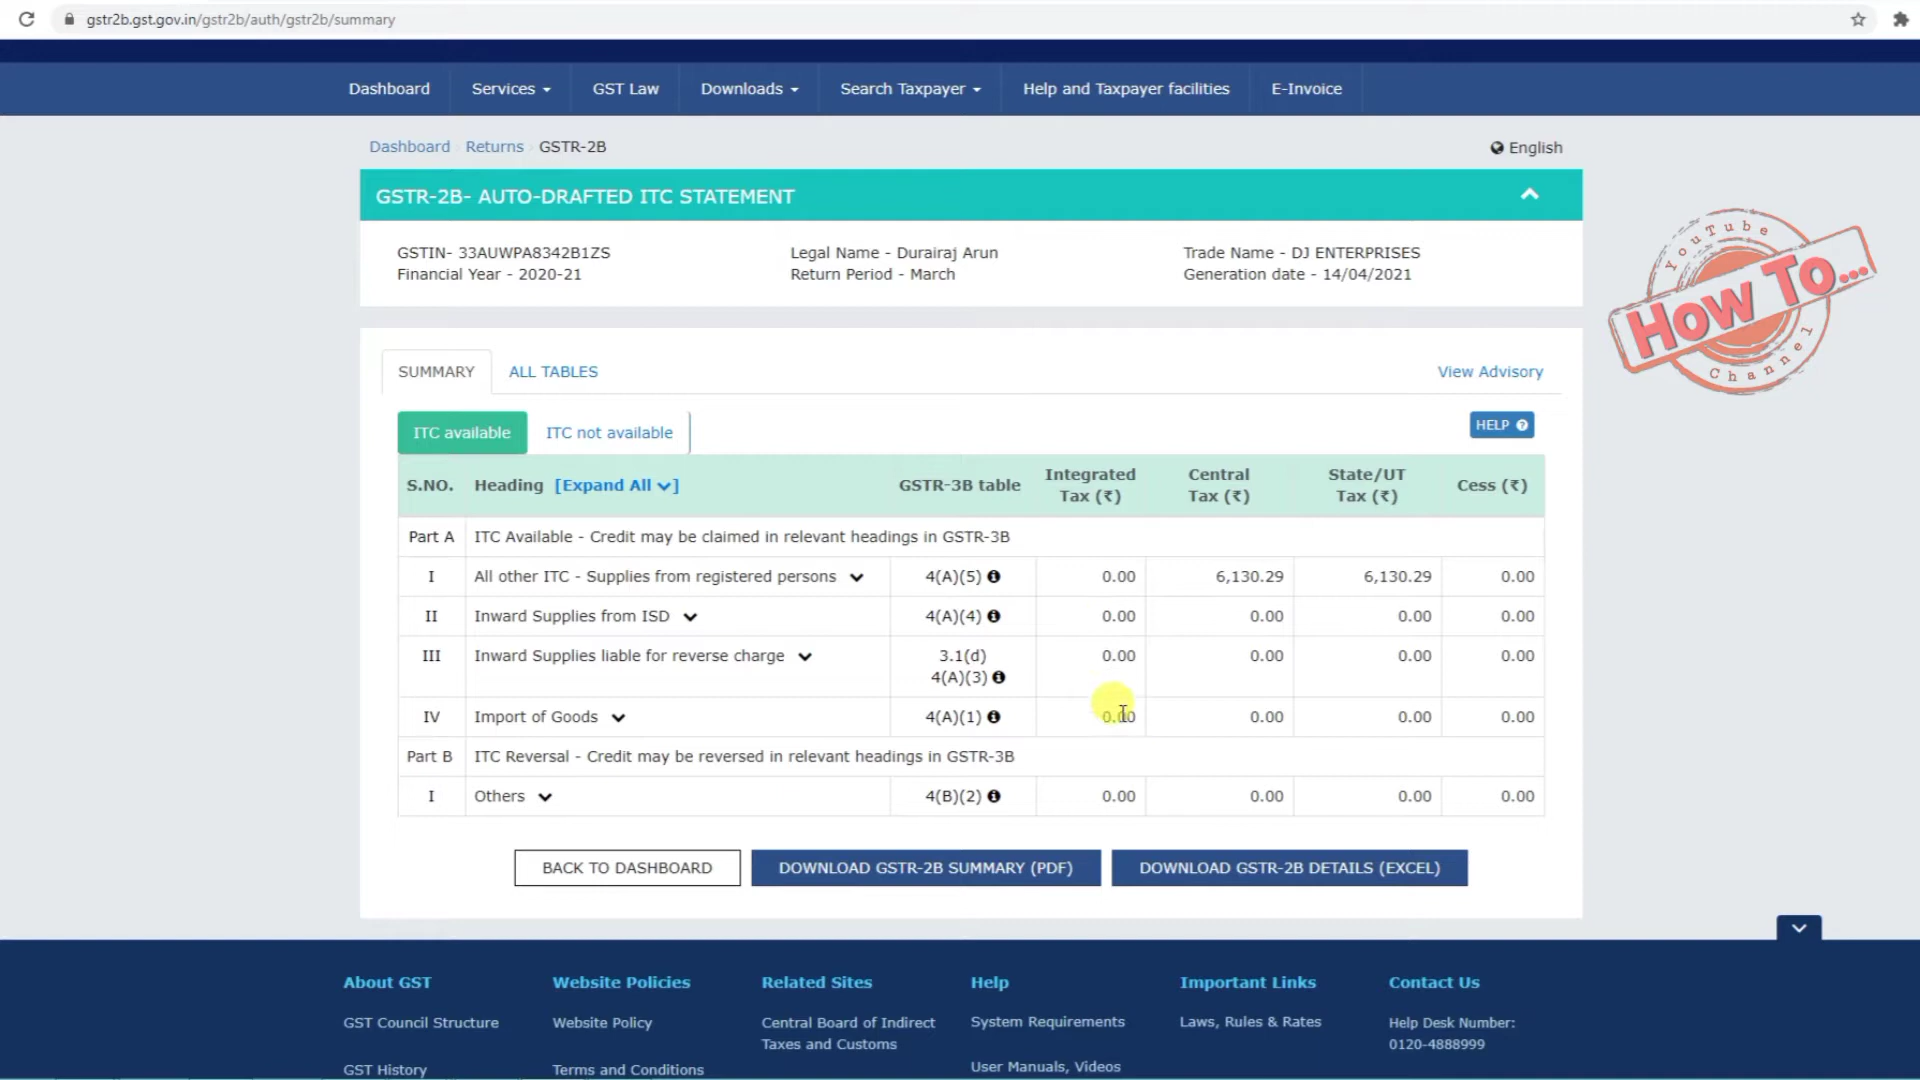 gstr2b.gst.gov.in/gstr2b/auth/gstr2b/summary
Dashboard Services GST Law Downloads Search Taxpayer Help and Taxpayer facilities E-Invoice
Dashboard Returns GSTR-2B English
GSTR-2B- AUTO-DRAFTED ITC STATEMENT
GSTIN- 33AUWPA8342B1ZS Legal Name - Durairaj Arun Trade Name - DJ ENTERPRISES
Financial Year - 2020-21 Return Period - March Generation date - 14/04/2021
YouTube
How To...
Channel
SUMMARY ALL TABLES View Advisory
ITC available ITC not available HELP
S.NO. Heading [Expand All] GSTR-3B table Integrated Tax (₹) Central Tax (₹) State/UT Tax (₹) Cess (₹)
Part A ITC Available - Credit may be claimed in relevant headings in GSTR-3B
I All other ITC - Supplies from registered persons 4(A)(5) 0.00 6,130.29 6,130.29 0.00
II Inward Supplies from ISD 4(A)(4) 0.00 0.00 0.00 0.00
III Inward Supplies liable for reverse charge 3.1(d) 4(A)(3) 0.00 0.00 0.00 0.00
IV Import of Goods 4(A)(1) 0.00 0.00 0.00 0.00
Part B ITC Reversal - Credit may be reversed in relevant headings in GSTR-3B
I Others 4(B)(2) 0.00 0.00 0.00 0.00
BACK TO DASHBOARD DOWNLOAD GSTR-2B SUMMARY (PDF) DOWNLOAD GSTR-2B DETAILS (EXCEL)
About GST Website Policies Related Sites Help Important Links Contact Us
GST Council Structure Website Policy Central Board of Indirect Taxes and Customs System Requirements Laws, Rules & Rates Help Desk Number: 0120-4888999
GST History Terms and Conditions User Manuals, Videos